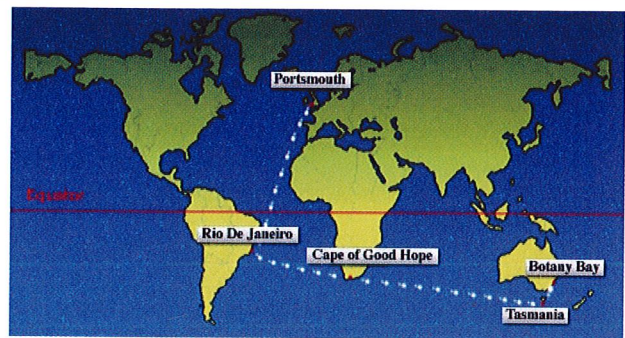 Portsmouth
Equator
Rio De Janeiro
Cape of Good Hope
Botany Bay
Tasmania